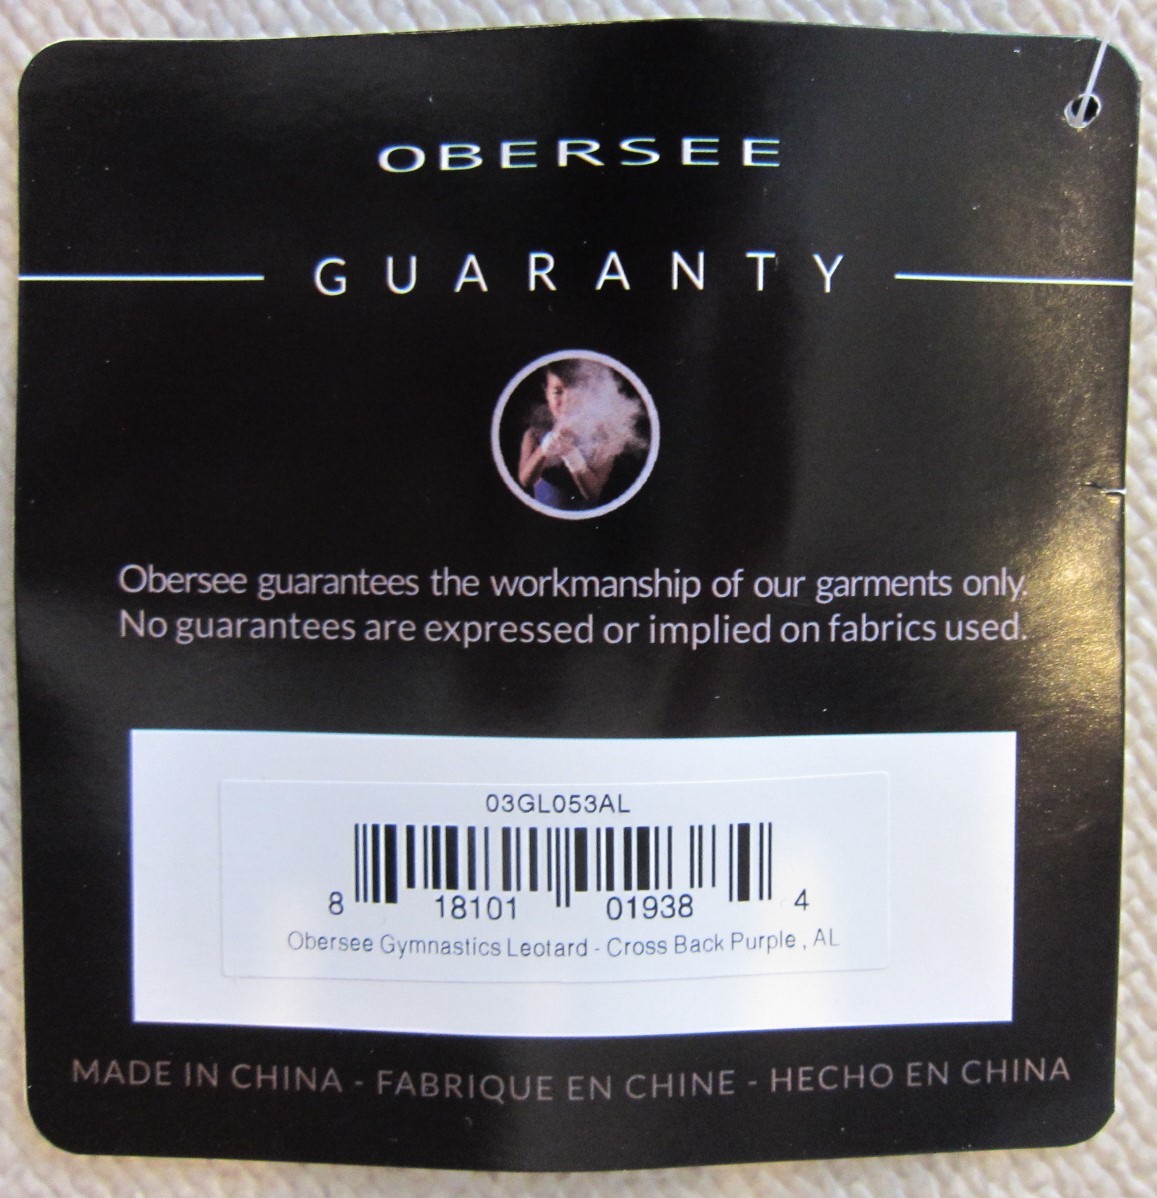 OBERSEE
GUARANTY
Obersee guarantees the workmanship of our garments only.
No guarantees are expressed or implied on fabrics used.
03GL053AL
8 18101 01938 4
Obersee Gymnastics Leotard - Cross Back Purple , AL
MADE IN CHINA - FABRIQUE EN CHINE - HECHO EN CHINA